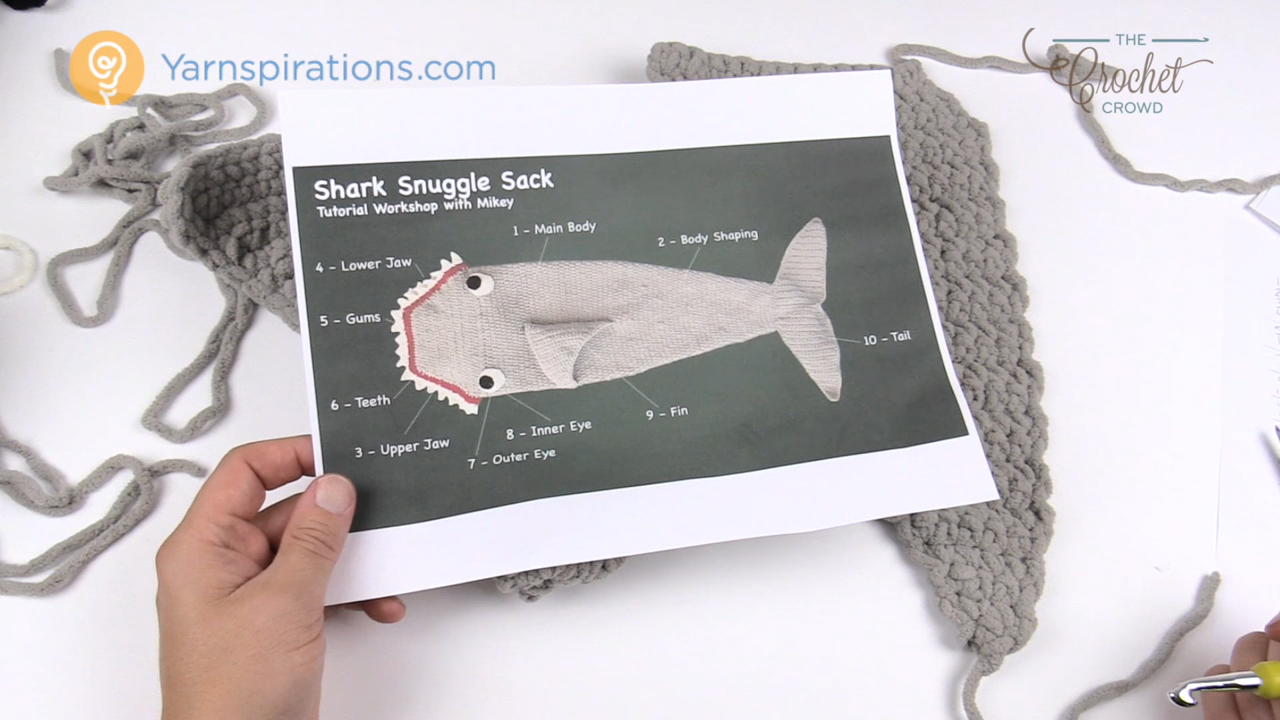 Yarnspirations.com
THE
Crochet
CROWD
Shark Snuggle Sack
Tutorial Workshop with Mikey
1 - Main Body
2 - Body Shaping
4 - Lower Jaw
5 - Gums
10 - Tail
6 - Teeth
9 - Fin
8 - Inner Eye
3 - Upper Jaw
7 - Outer Eye